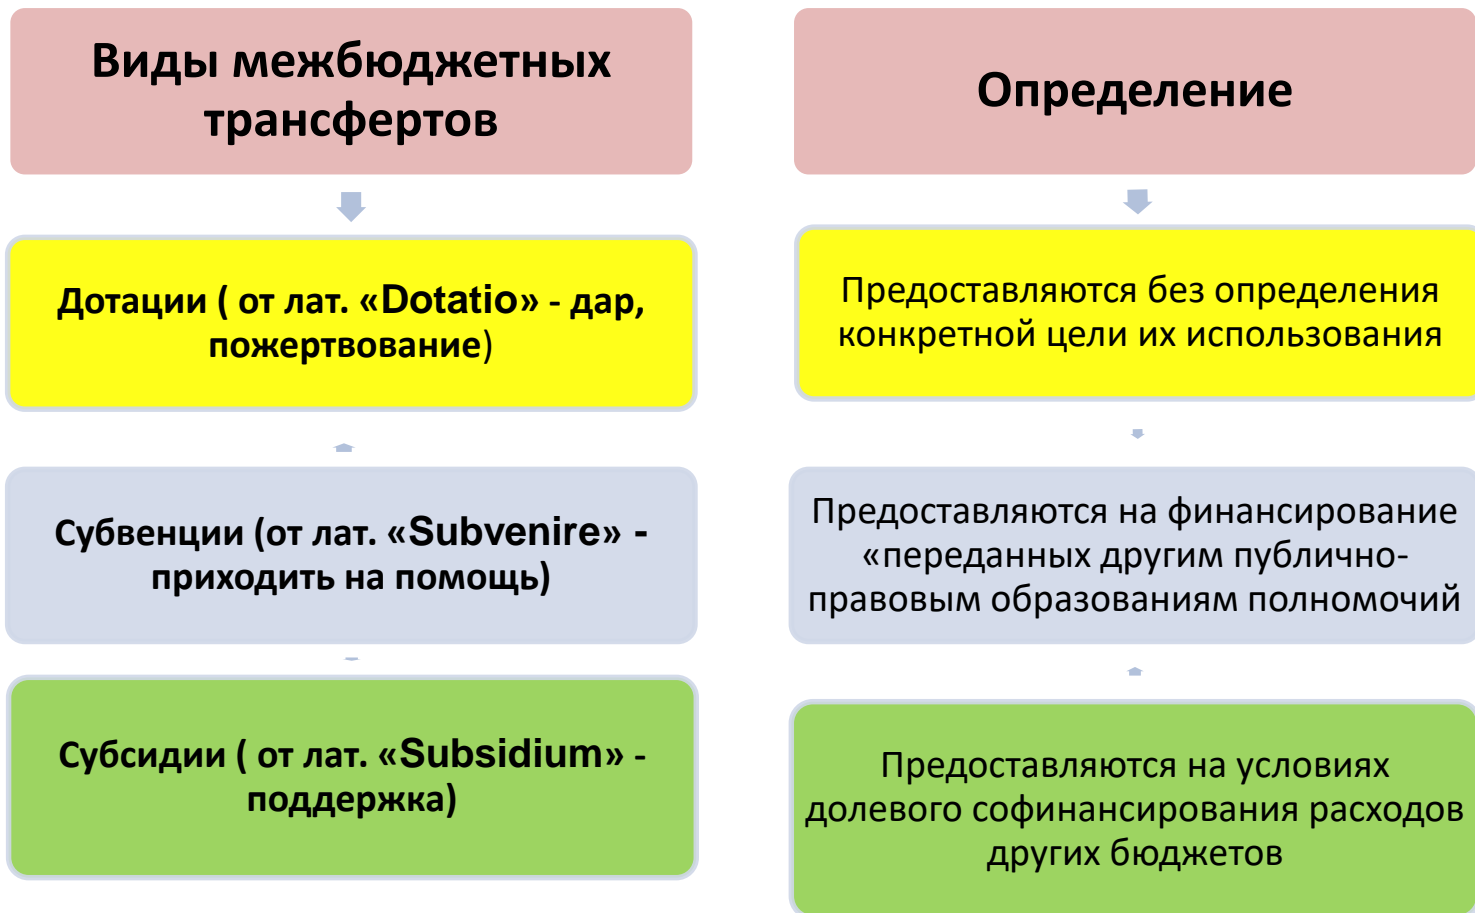 Виды межбюджетных
трансфертов
Определение
Дотации ( от лат. «Dotatio» - дар,
пожертвование)
Предоставляются без определения
конкретной цели их использования
Субвенции (от лат. «Subvenire» -
приходить на помощь)
Предоставляются на финансирование
«переданных другим публично-
правовым образованиям полномочий
Субсидии ( от лат. «Subsidium» -
поддержка)
Предоставляются на условиях
долевого софинансирования расходов
других бюджетов